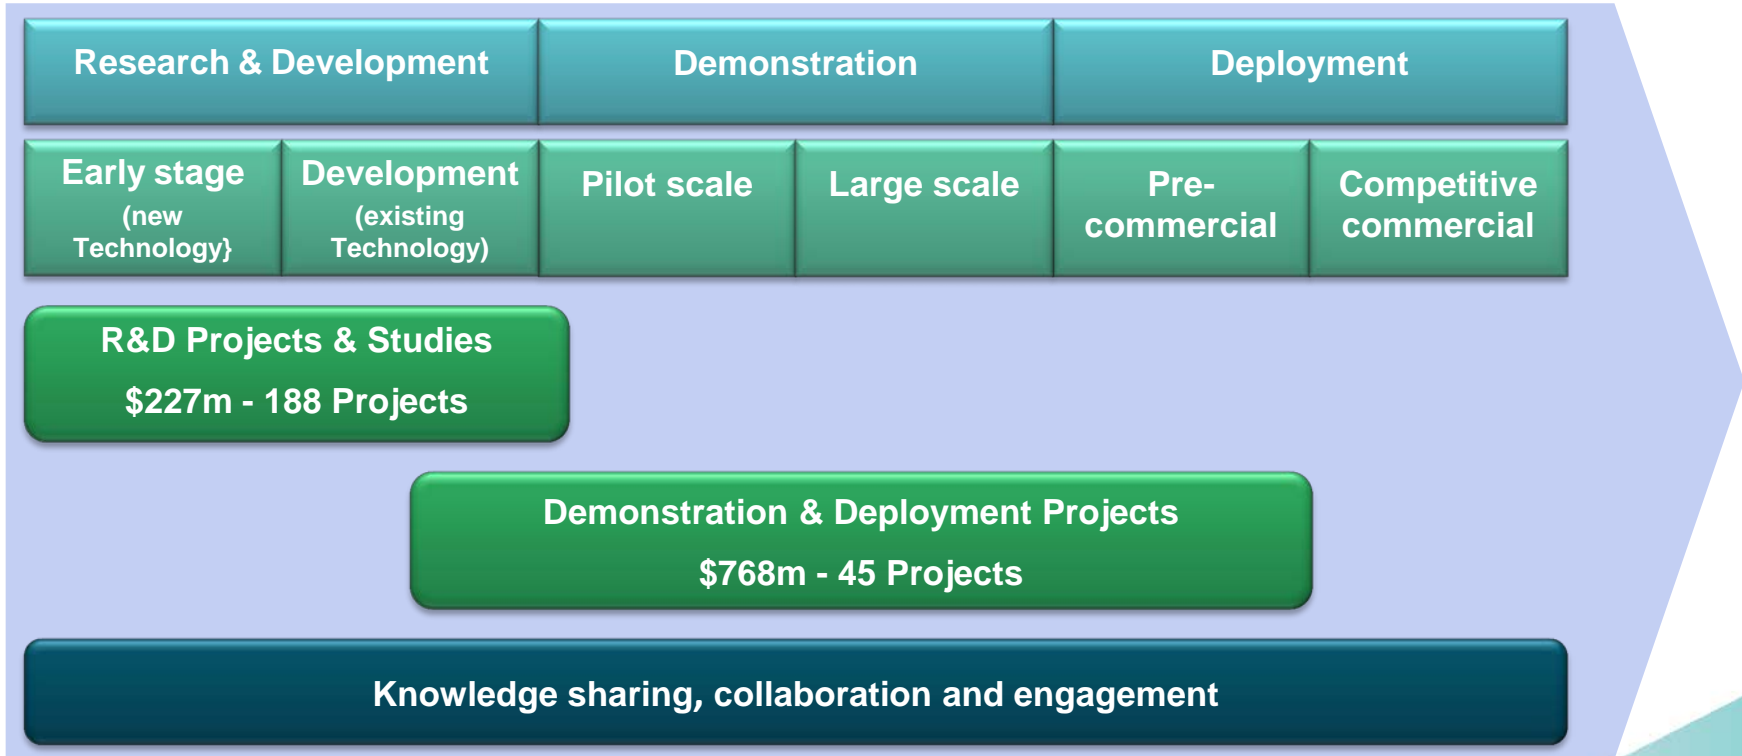 Research & Development
Demonstration
Deployment
Early stage
(new
Technology}
Development
(existing
Technology)
Pilot scale
Large scale
Pre-
commercial
Competitive
commercial
R&D Projects & Studies
$227m - 188 Projects
Demonstration & Deployment Projects
$768m - 45 Projects
Knowledge sharing, collaboration and engagement